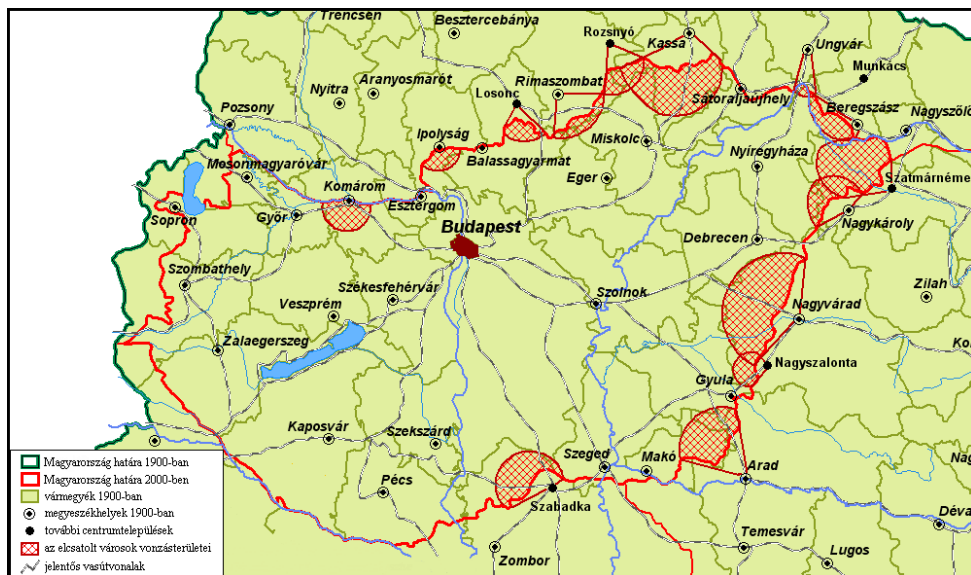 Trencsén
Besztercebánya
Rozsnyó
Kassa
Ungvár
Munkács
Nyitra
Aranyosmarót
Rimaszombat
Losonc
Sátoraljaújhely
Beregszász
Nagyszőlő
Pozsony
Ipolyság
Balassagyarmat
Miskolc
Nyíregyháza
Mosonmagyaróvár
Komárom
Esztergom
Eger
Szatmárnéme
Sopron
Győr
Budapest
Debrecen
Nagykároly
Szombathely
Veszprém
Székesfehérvár
Szolnok
Zilah
Nagyvárad
Zalaegerszeg
Ko
Nagyszalonta
Gyula
Kaposvár
Szekszárd
Szeged
Makó
Arad
Nag
Pécs
Szabadka
Déva
Zombor
Temesvár
Lugos
Magyarország határa 1900-ban
Magyarország határa 2000-ben
vármegyék 1900-ban
megyeszékhelyek 1900-ban
további centrumtelepülések
az elcsatolt városok vonzásterületei
jelentős vasútvonalak